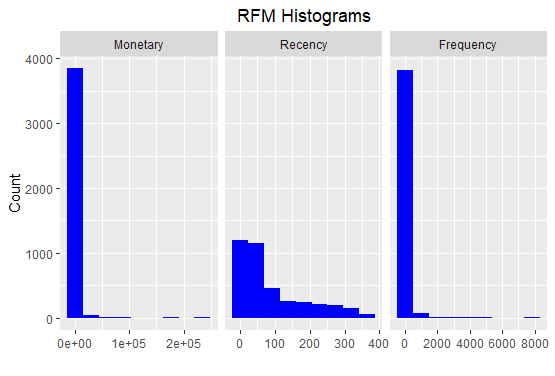 RFM Histograms
Monetary Recency Frequency
4000
3000
2000
1000
0
Count
0e+00 1e+05 2e+05 0 100 200 300 400 0 2000 4000 6000 8000